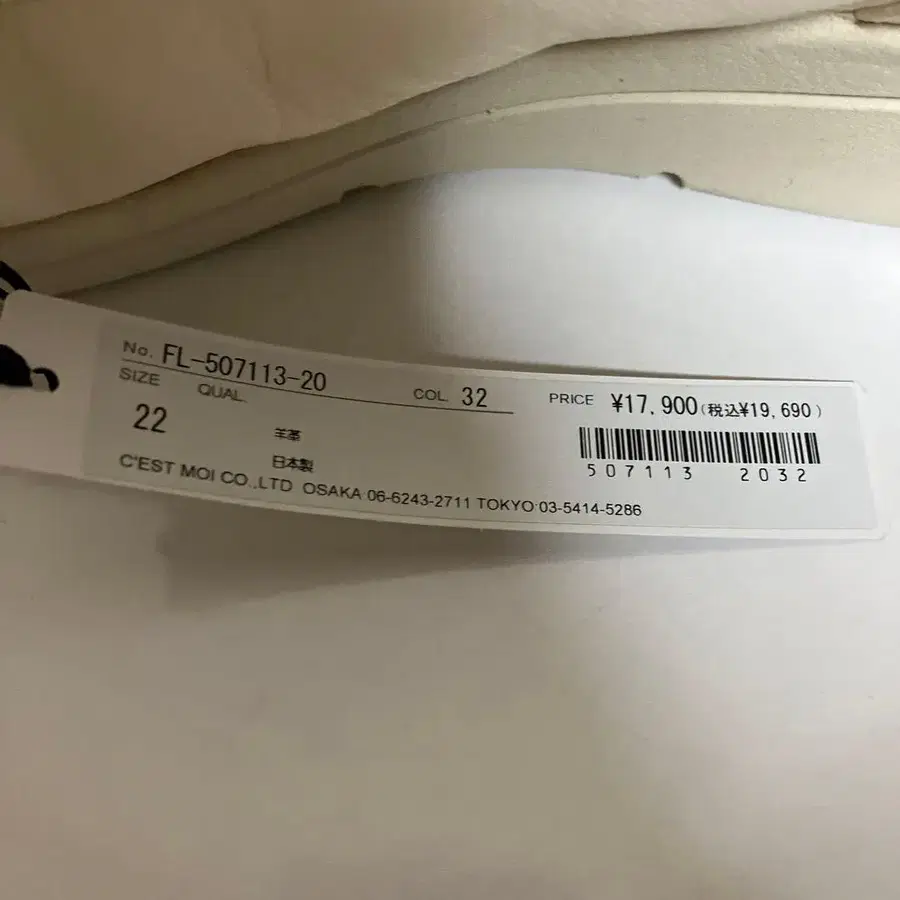 No. FL-507113-20
SIZE QUAL. COL. 32 PRICE ¥17,900(税込¥19,690)
22 羊革
日本製
507113 2032
C'EST MOI CO.,LTD OSAKA:06-6243-2711 TOKYO:03-5414-5286